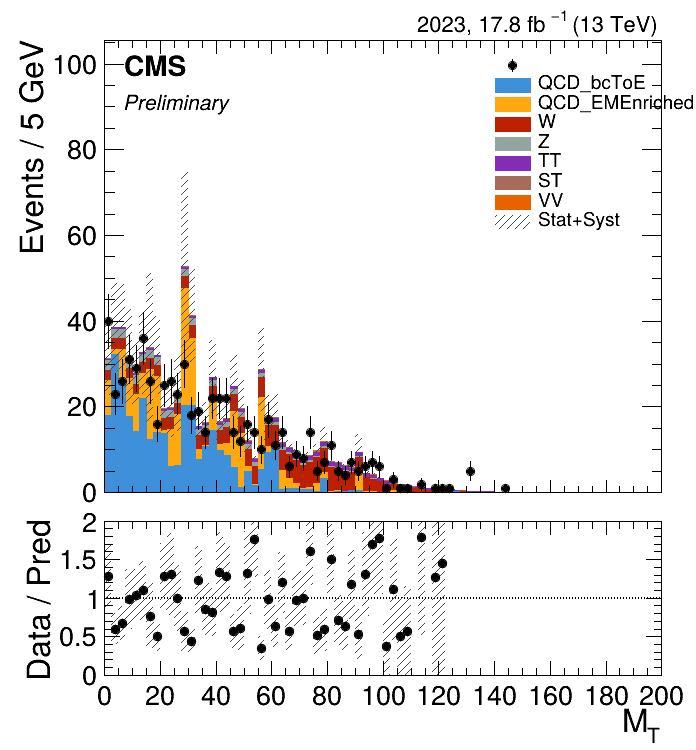 2023, 17.8 fb⁻¹ (13 TeV)
CMS
Preliminary
QCD_bcToE
QCD_EMEnriched
W
Z
TT
ST
VV
Stat+Syst
Events / 5 GeV
100
80
60
40
20
0
Data / Pred
2
1.5
1
0.5
0
0 20 40 60 80 100 120 140 160 180 200
M_T